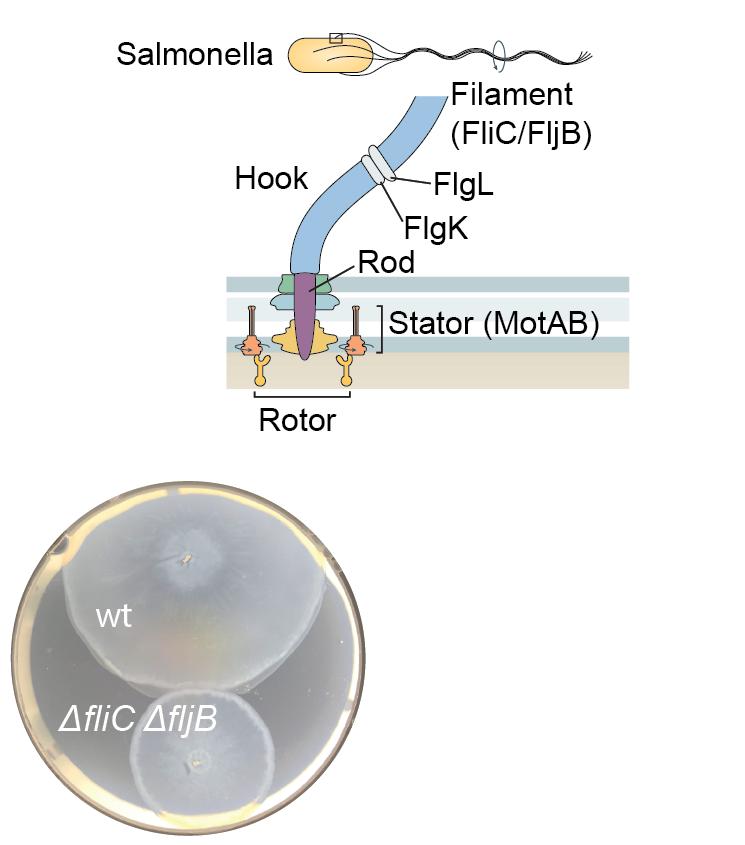 Salmonella
Filament
(FliC/FljB)
Hook
FlgL
FlgK
Rod
Stator (MotAB)
Rotor
wt
ΔfliC ΔfljB